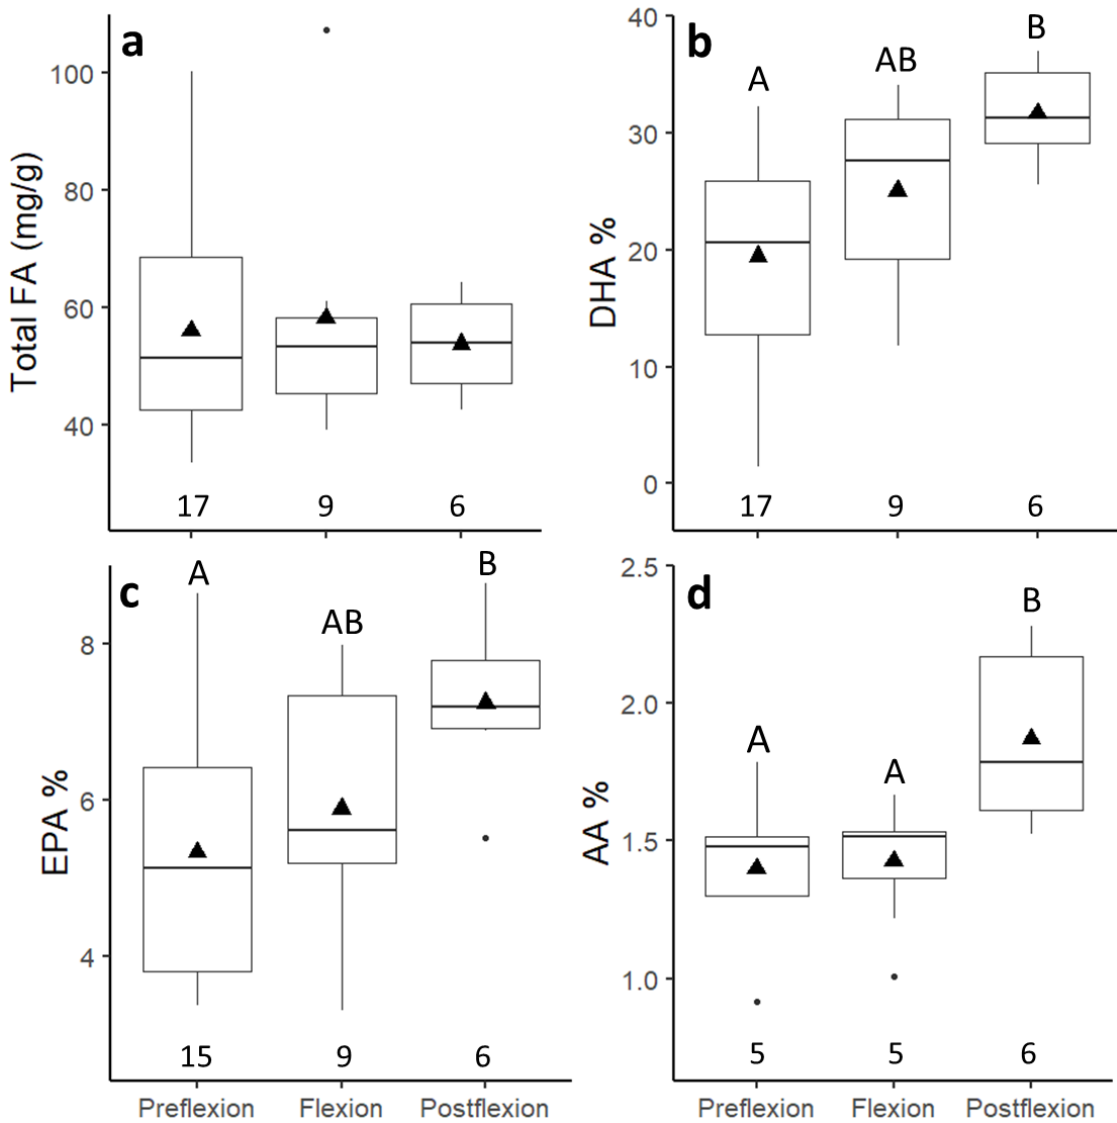 a
Total FA (mg/g)
100
80
60
40
17 9 6
b
DHA %
40
30
20
10
0
A AB B
17 9 6
c
EPA %
8
6
4
A AB B
15 9 6
Preflexion Flexion Postflexion
d
AA %
2.5
2.0
1.5
1.0
A A B
5 5 6
Preflexion Flexion Postflexion